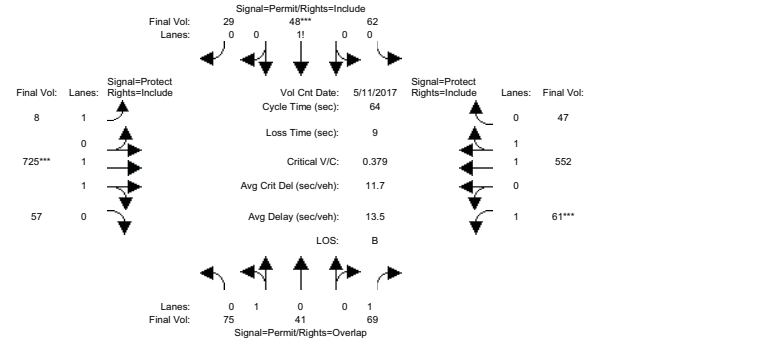 Signal=Permit/Rights=Include
Final Vol: 29 48*** 62
Lanes: 0 0 1! 0 0
Signal=Protect Signal=Protect
Final Vol: Lanes: Rights=Include Vol Cnt Date: 5/11/2017 Rights=Include Lanes: Final Vol:
Cycle Time (sec): 64
8 1 0 47
Loss Time (sec): 9
0 1
725*** 1 Critical V/C: 0.379 1 552
1 Avg Crit Del (sec/veh): 11.7 0
57 0 Avg Delay (sec/veh): 13.5 1 61***
LOS: B
Lanes: 0 1 0 0 1
Final Vol: 75 41 69
Signal=Permit/Rights=Overlap